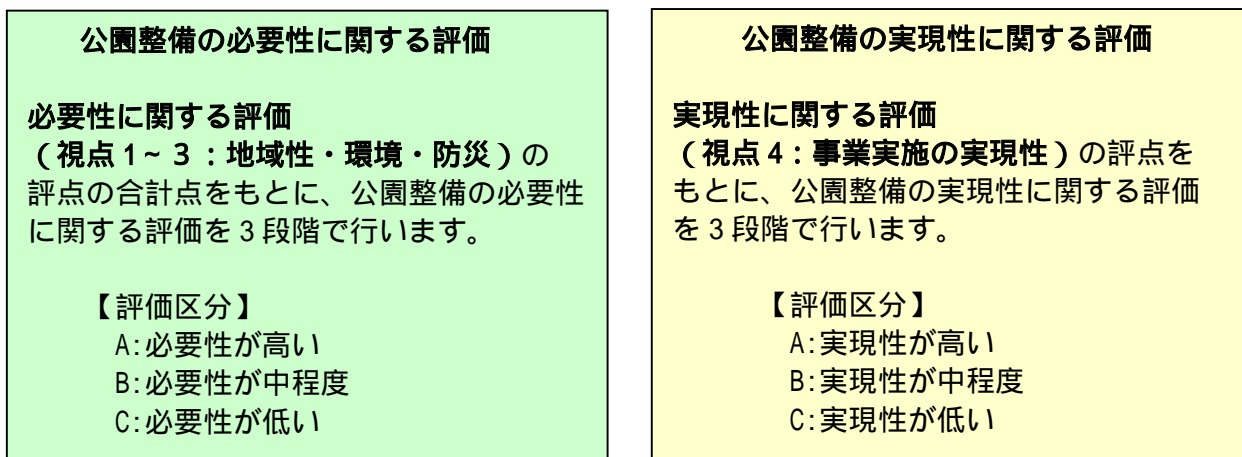 公園整備の必要性に関する評価
必要性に関する評価
（視点1～３：地域性・環境・防災）の
評点の合計点をもとに、公園整備の必要性
に関する評価を3段階で行います。
【評価区分】
A:必要性が高い
B:必要性が中程度
C:必要性が低い
公園整備の実現性に関する評価
実現性に関する評価
（視点4：事業実施の実現性）の評点を
もとに、公園整備の実現性に関する評価
を3段階で行います。
【評価区分】
A:実現性が高い
B:実現性が中程度
C:実現性が低い